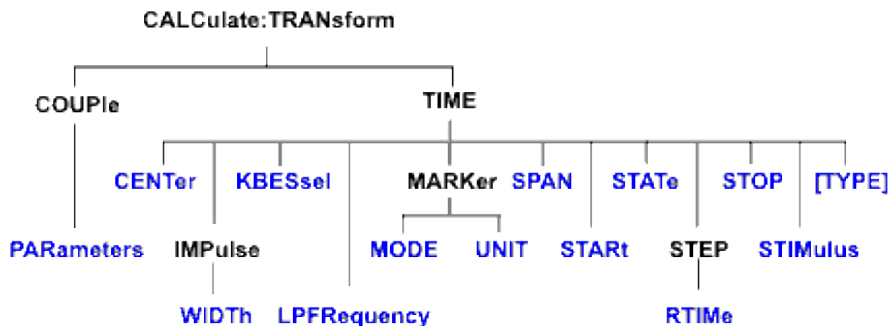 CALCulate:TRANsform
COUPle TIME
CENTer KBESsel MARKer SPAN STATe STOP [TYPE]
PARameters IMPulse MODE UNIT STARt STEP STIMulus
WIDTh LPFRequency RTIMe